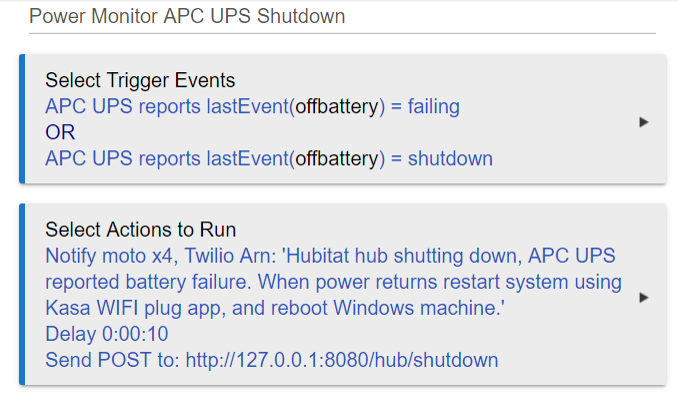 Power Monitor APC UPS Shutdown
Select Trigger Events
APC UPS reports lastEvent(offbattery) = failing
OR
APC UPS reports lastEvent(offbattery) = shutdown
Select Actions to Run
Notify moto x4, Twilio Arn: 'Hubitat hub shutting down, APC UPS
reported battery failure. When power returns restart system using
Kasa WIFI plug app, and reboot Windows machine.'
Delay 0:00:10
Send POST to: http://127.0.0.1:8080/hub/shutdown